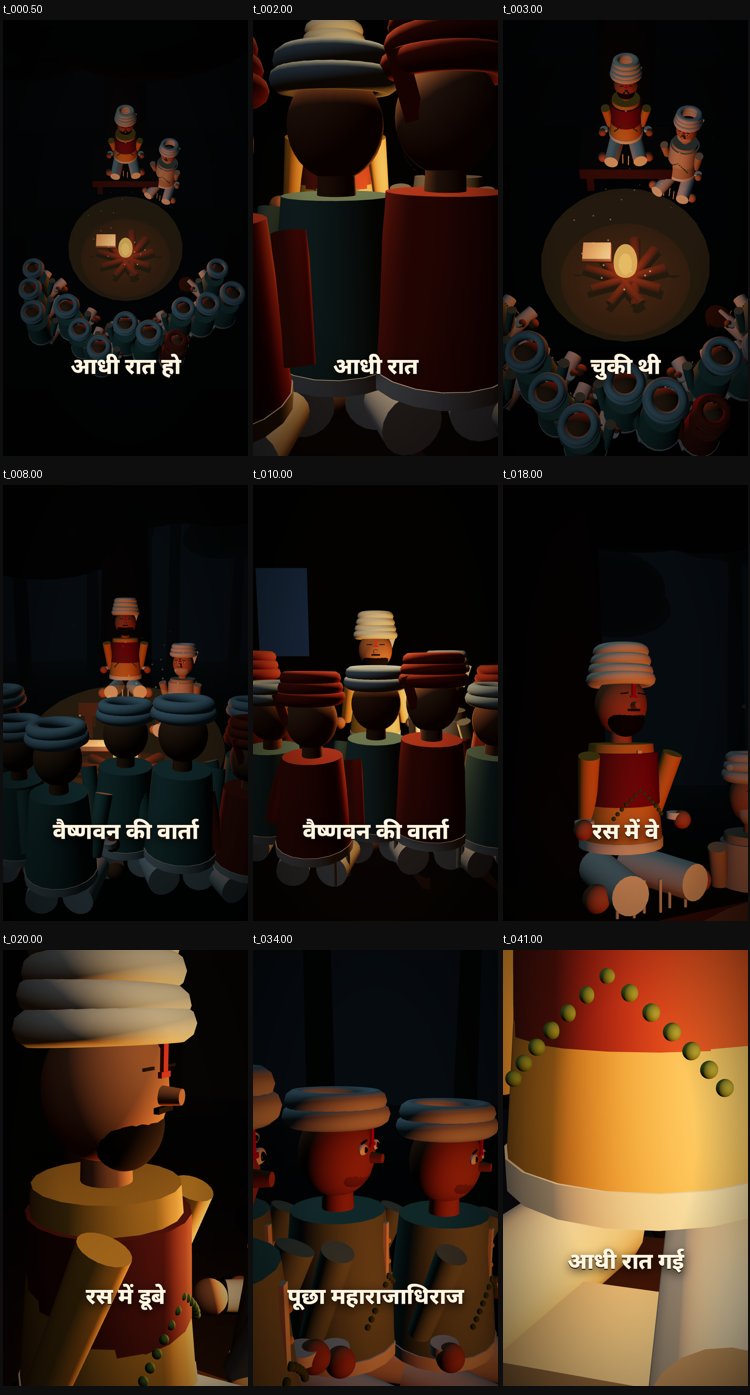 t_000.50
t_002.00
t_003.00
आधी रात हो
आधी रात
चुकी थी
t_008.00
t_010.00
t_018.00
वैष्णवन की वार्ता
वैष्णवन की वार्ता
रस में वे
t_020.00
t_034.00
t_041.00
रस में डूबे
पूछा महाराजाधिराज
आधी रात गई